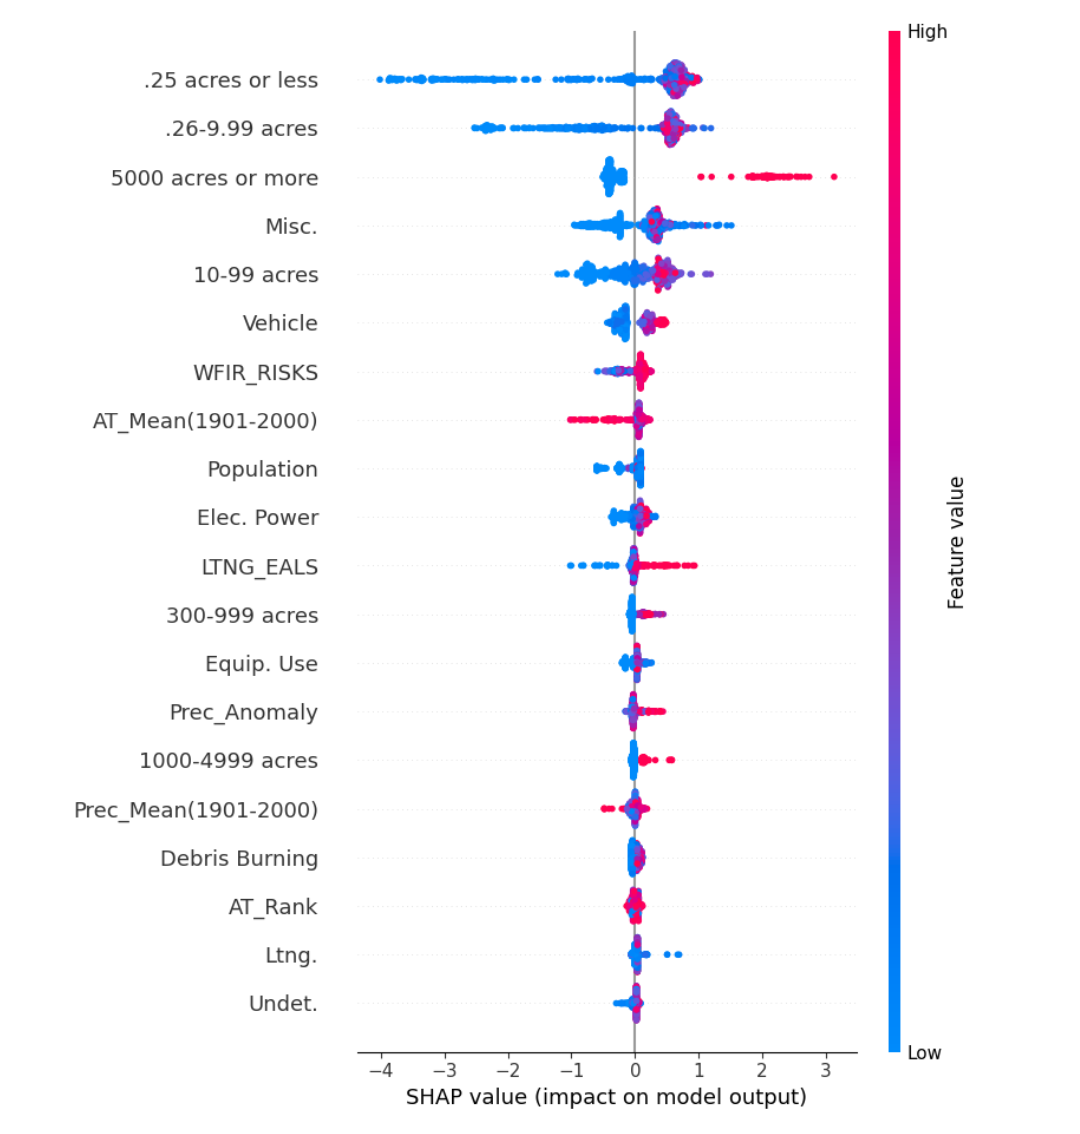 High
.25 acres or less
.26-9.99 acres
5000 acres or more
Misc.
10-99 acres
Vehicle
WFIR_RISKS
AT_Mean(1901-2000)
Population
Elec. Power
LTNG_EALS
300-999 acres
Equip. Use
Prec_Anomaly
1000-4999 acres
Prec_Mean(1901-2000)
Debris Burning
AT_Rank
Ltng.
Undet.
Feature value
Low
−4 −3 −2 −1 0 1 2 3
SHAP value (impact on model output)